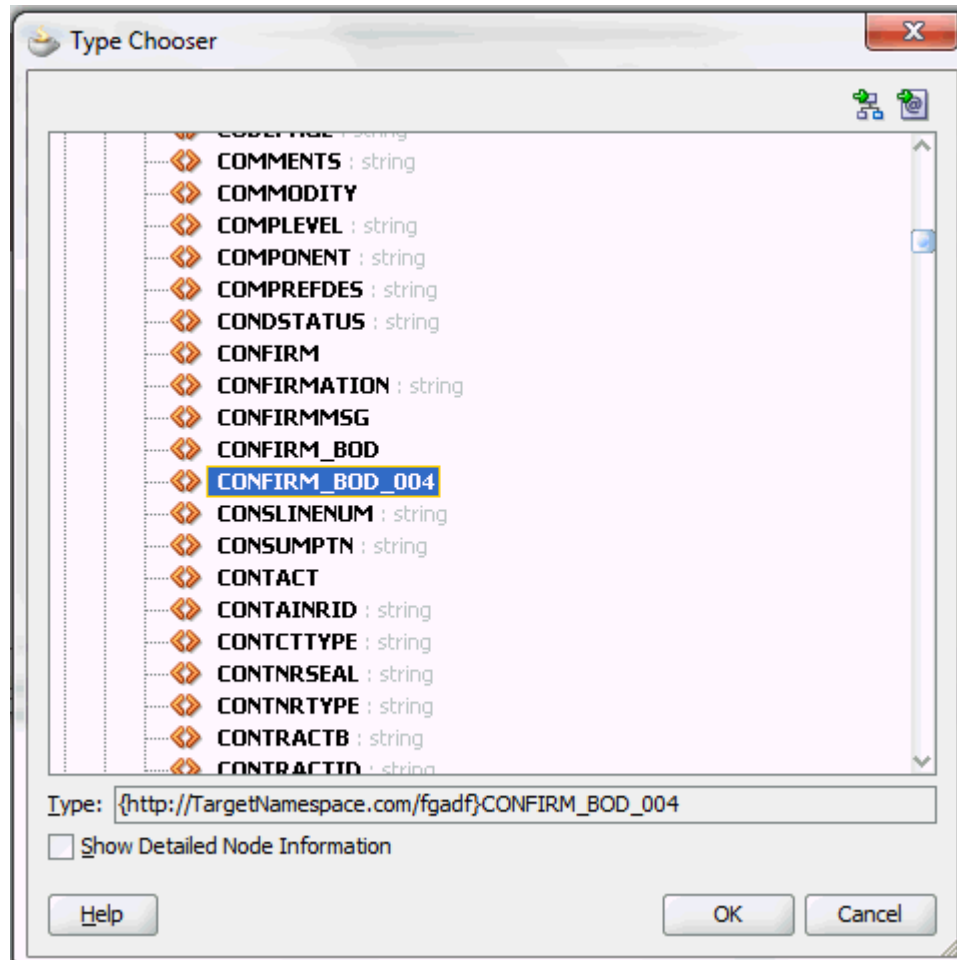 Type Chooser
COMMENTS : string
COMMODITY
COMPLEVEL : string
COMPONENT : string
COMPREFDES : string
CONDSTATUS : string
CONFIRM
CONFIRMATION : string
CONFIRMMSG
CONFIRM_BOD
CONFIRM_BOD_004
CONSLINENUM : string
CONSUMPTN : string
CONTACT
CONTAINRID : string
CONTCTTYPE : string
CONTNRSEAL : string
CONTNRTYPE : string
CONTRACTB : string
CONTRACTID : string
Type: {http://TargetNamespace.com/fgadf}CONFIRM_BOD_004
Show Detailed Node Information
Help OK Cancel